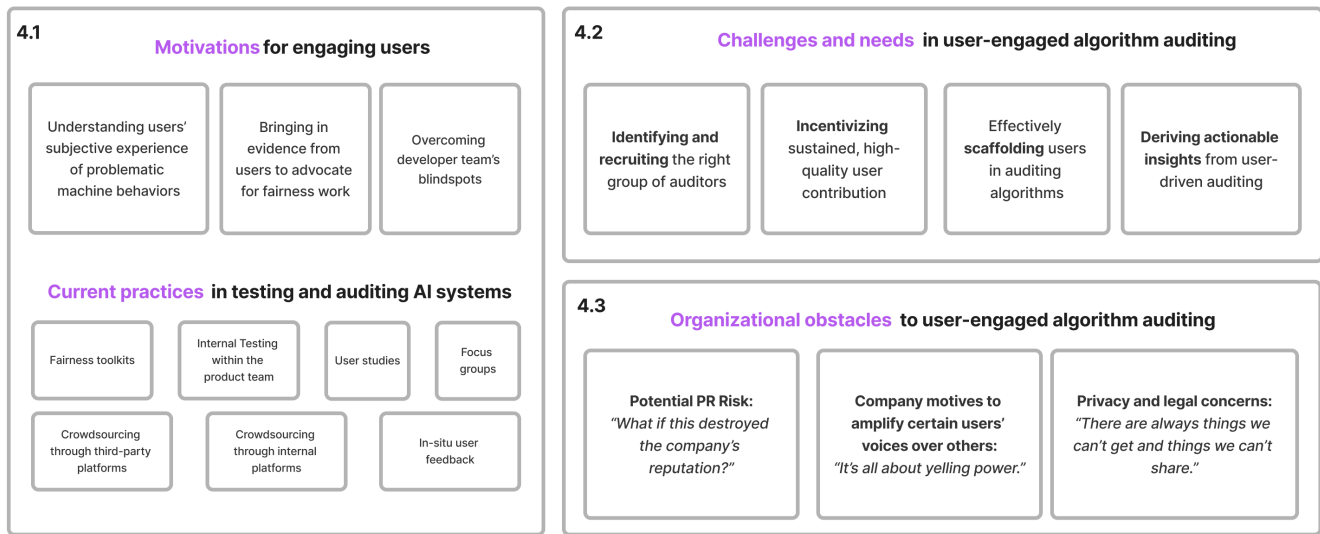 4.1
Motivations for engaging users
Understanding users’
subjective experience
of problematic
machine behaviors
Bringing in
evidence from
users to advocate
for fairness work
Overcoming
developer team’s
blindspots
Current practices in testing and auditing AI systems
Fairness toolkits
Internal Testing
within the
product team
User studies
Focus
groups
Crowdsourcing
through third-party
platforms
Crowdsourcing
through internal
platforms
In-situ user
feedback
4.2
Challenges and needs in user-engaged algorithm auditing
Identifying and
recruiting the right
group of auditors
Incentivizing
sustained, high-
quality user
contribution
Effectively
scaffolding users
in auditing
algorithms
Deriving actionable
insights from user-
driven auditing
4.3
Organizational obstacles to user-engaged algorithm auditing
Potential PR Risk:
“What if this destroyed
the company’s
reputation?”
Company motives to
amplify certain users’
voices over others:
“It’s all about yelling power.”
Privacy and legal concerns:
“There are always things we
can’t get and things we can’t
share.”